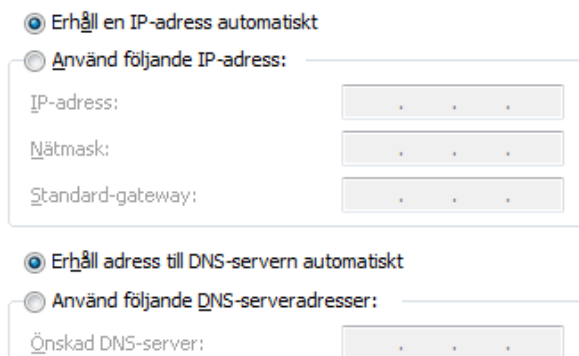 Erhåll en IP-adress automatiskt
Använd följande IP-adress:
IP-adress: . . .
Nätmask: . . .
Standard-gateway: . . .
Erhåll adress till DNS-servern automatiskt
Använd följande DNS-serveradresser:
Önskad DNS-server: . . .